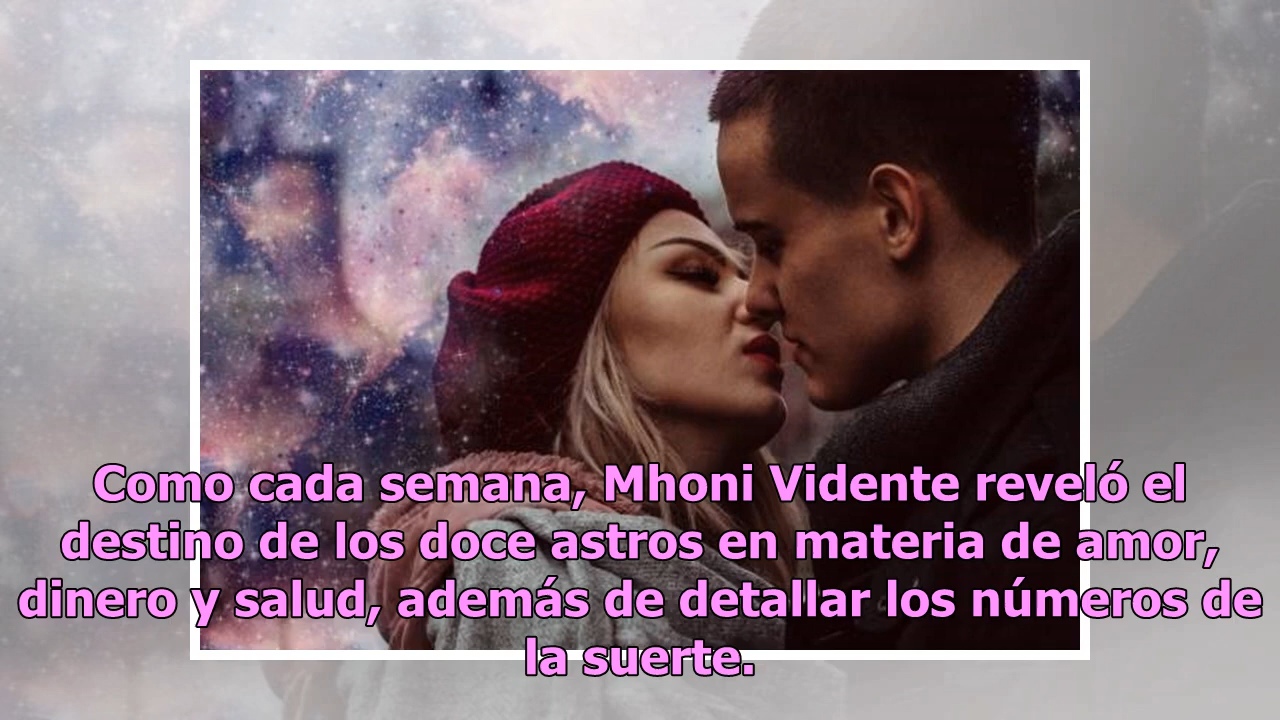 Como cada semana, Mhoni Vidente reveló el
destino de los doce astros en materia de amor,
dinero y salud, además de detallar los números de
la suerte.